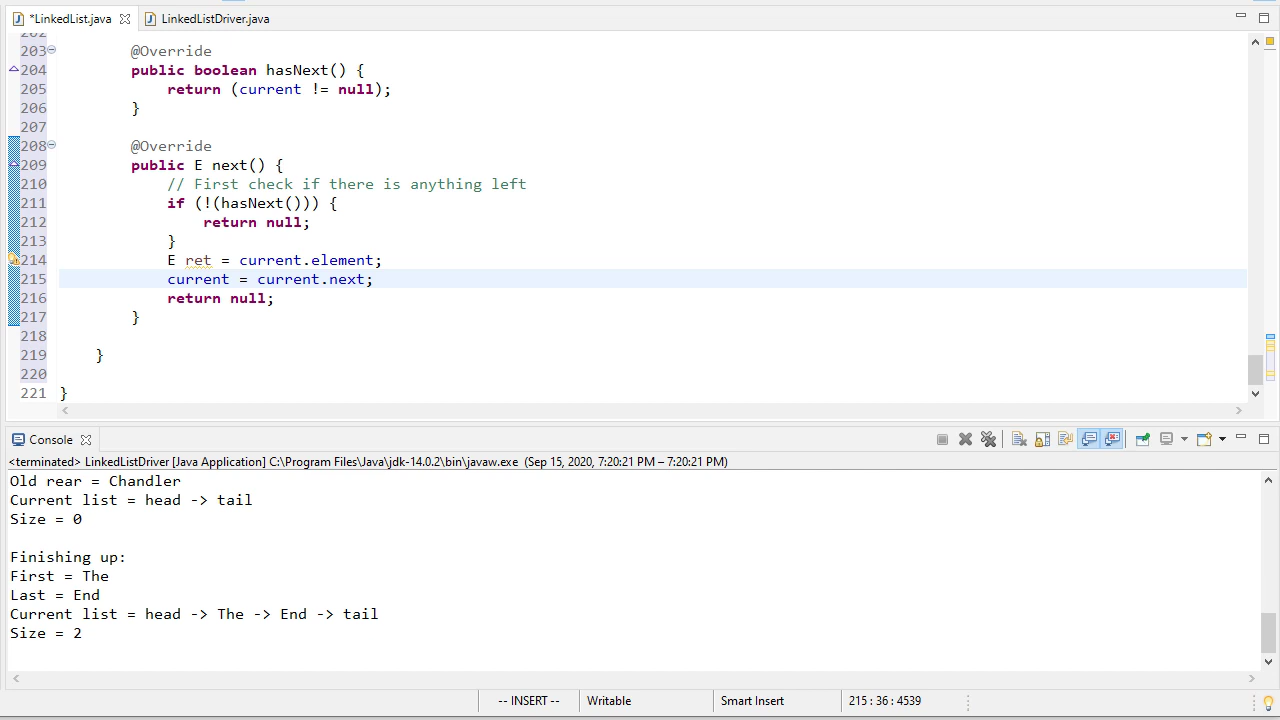 *LinkedList.java LinkedListDriver.java
202
203 @Override
204 public boolean hasNext() {
205 return (current != null);
206 }
207
208 @Override
209 public E next() {
210 // First check if there is anything left
211 if (!(hasNext())) {
212 return null;
213 }
214 E ret = current.element;
215 current = current.next;
216 return null;
217 }
218
219 }
220
221 }
Console
<terminated> LinkedListDriver [Java Application] C:\Program Files\Java\jdk-14.0.2\bin\javaw.exe (Sep 15, 2020, 7:20:21 PM – 7:20:21 PM)
Old rear = Chandler
Current list = head -> tail
Size = 0
Finishing up:
First = The
Last = End
Current list = head -> The -> End -> tail
Size = 2
-- INSERT -- Writable Smart Insert 215 : 36 : 4539